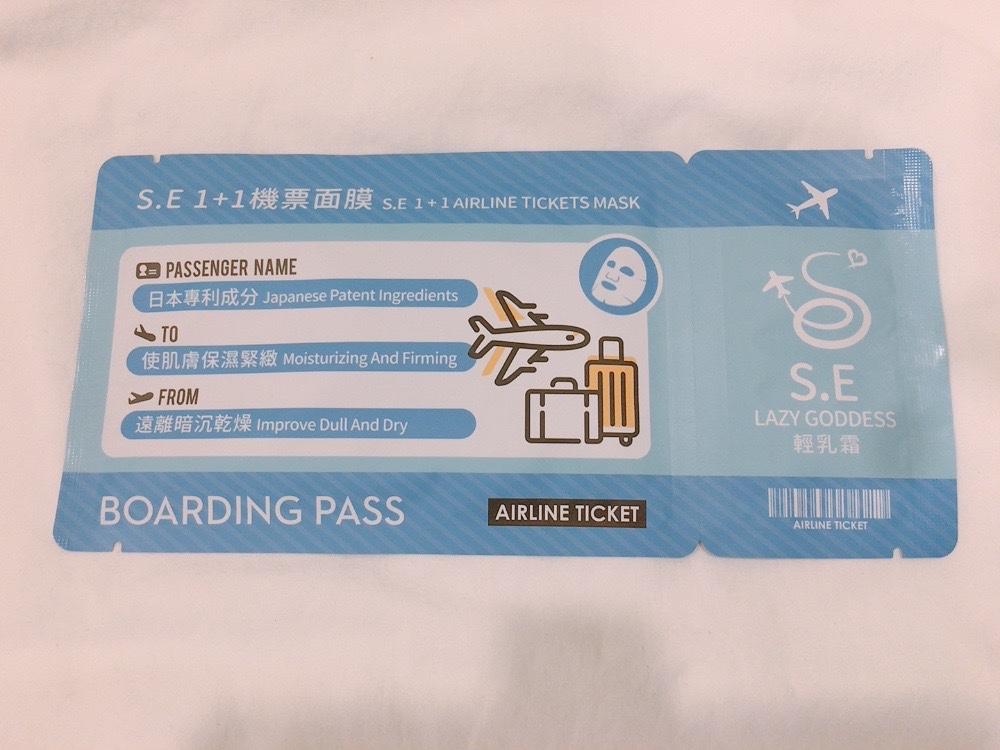 S.E 1+1機票面膜 S.E 1+1 AIRLINE TICKETS MASK
PASSENGER NAME
日本專利成分 Japanese Patent Ingredients
TO
使肌膚保濕緊緻 Moisturizing And Firming
FROM
遠離暗沉乾燥 Improve Dull And Dry
BOARDING PASS
AIRLINE TICKET
S.E
LAZY GODDESS
輕乳霜
AIRLINE TICKET